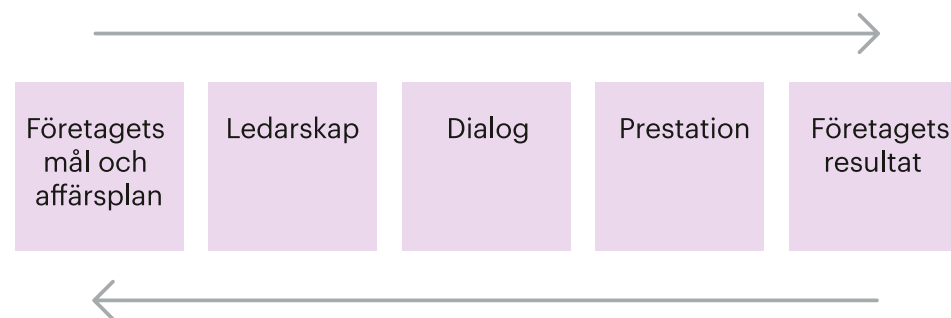 Företagets
mål och
affärsplan
Ledarskap
Dialog
Prestation
Företagets
resultat